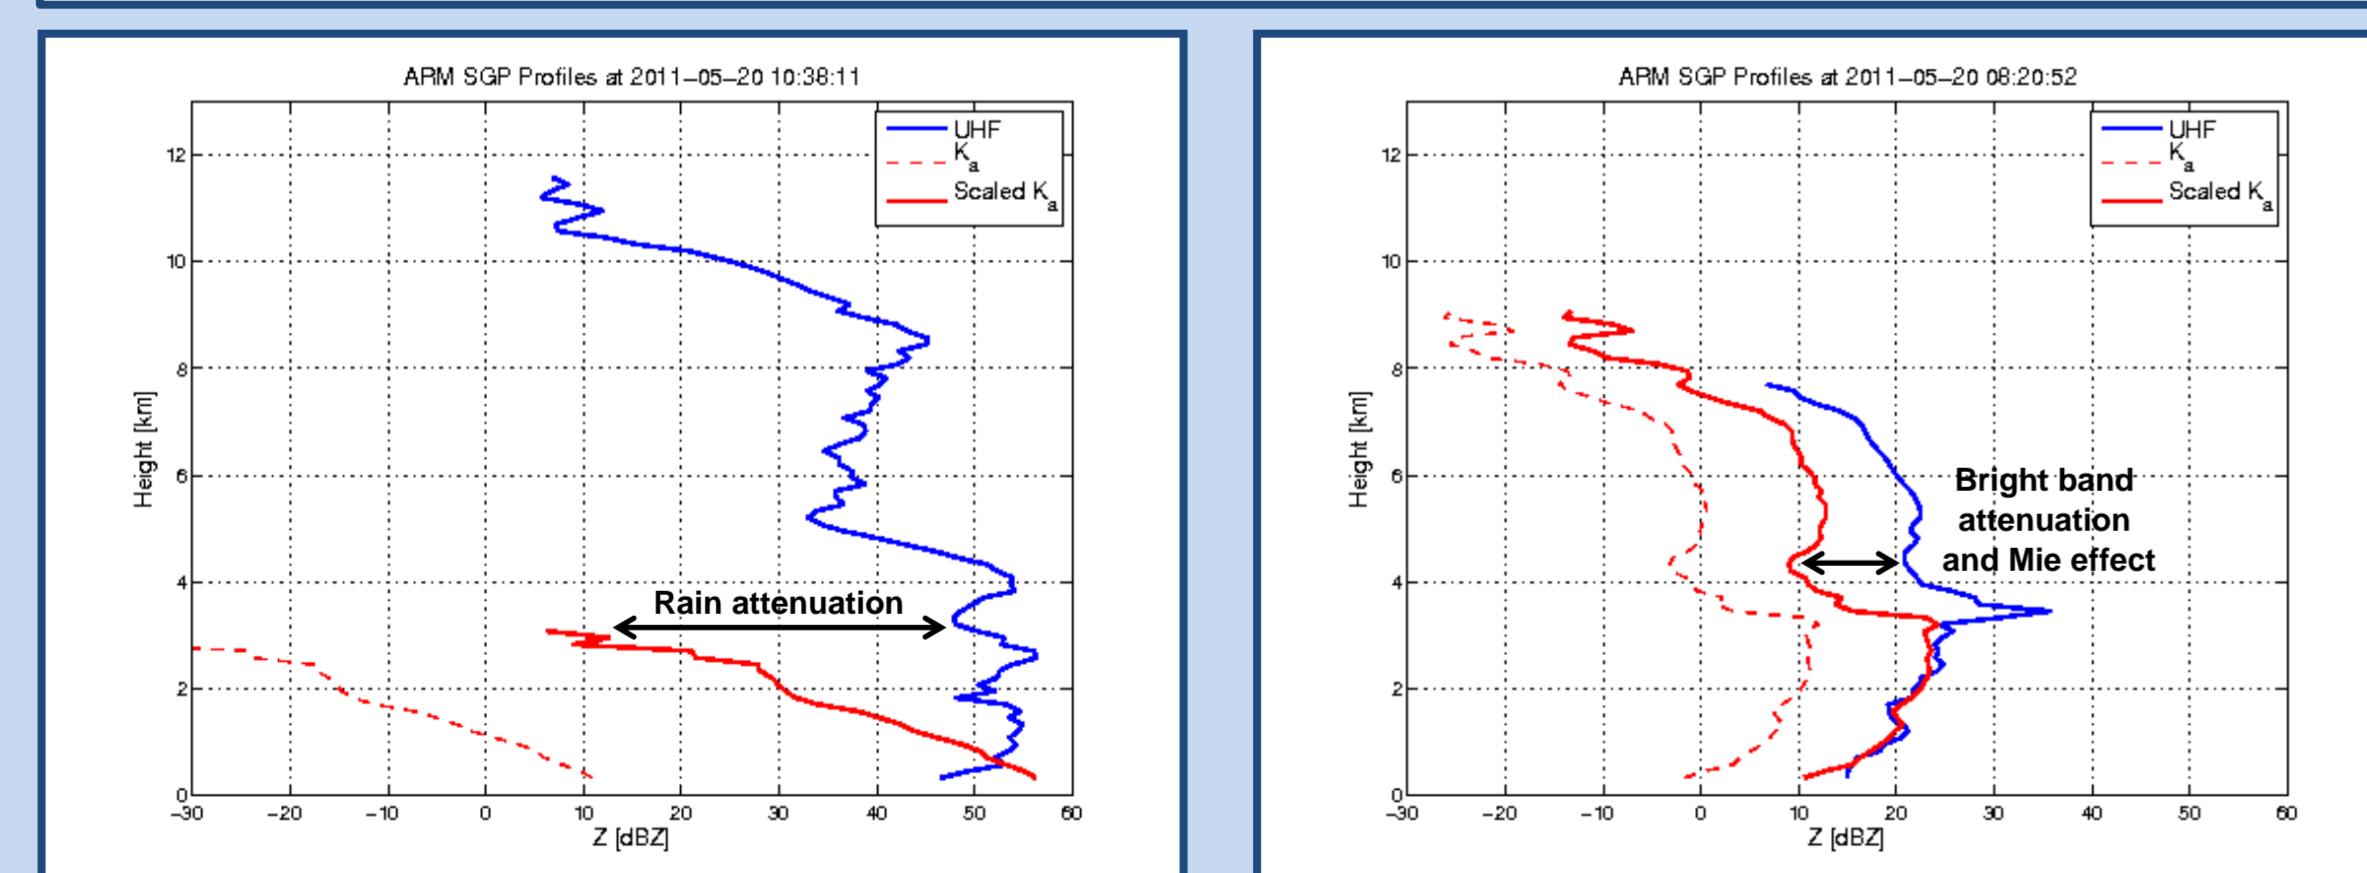 ARM SGP Profiles at 2011–05–20 10:38:11
UHF
Ka
Scaled Ka
12
10
8
6
4
2
0
Height [km]
Rain attenuation
–30 –20 –10 0 10 20 30 40 50 60
Z [dBZ]
ARM SGP Profiles at 2011–05–20 08:20:52
UHF
Ka
Scaled Ka
12
10
8
6
4
2
0
Height [km]
Bright band
attenuation
and Mie effect
–30 –20 –10 0 10 20 30 40 50 60
Z [dBZ]